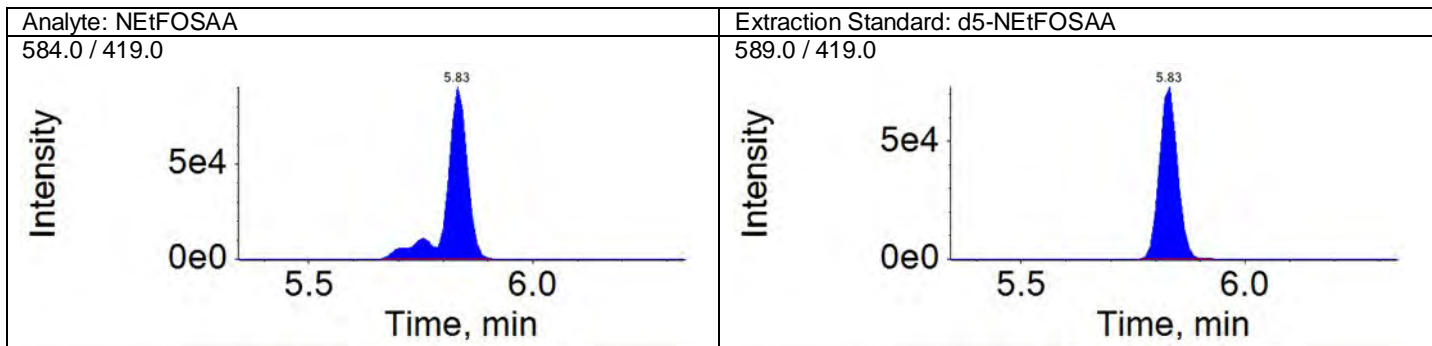 Analyte: NEtFOSAA
584.0 / 419.0
5.83
Intensity
5e4
0e0
5.5
6.0
Time, min
Extraction Standard: d5-NEtFOSAA
589.0 / 419.0
5.83
Intensity
5e4
0e0
5.5
6.0
Time, min